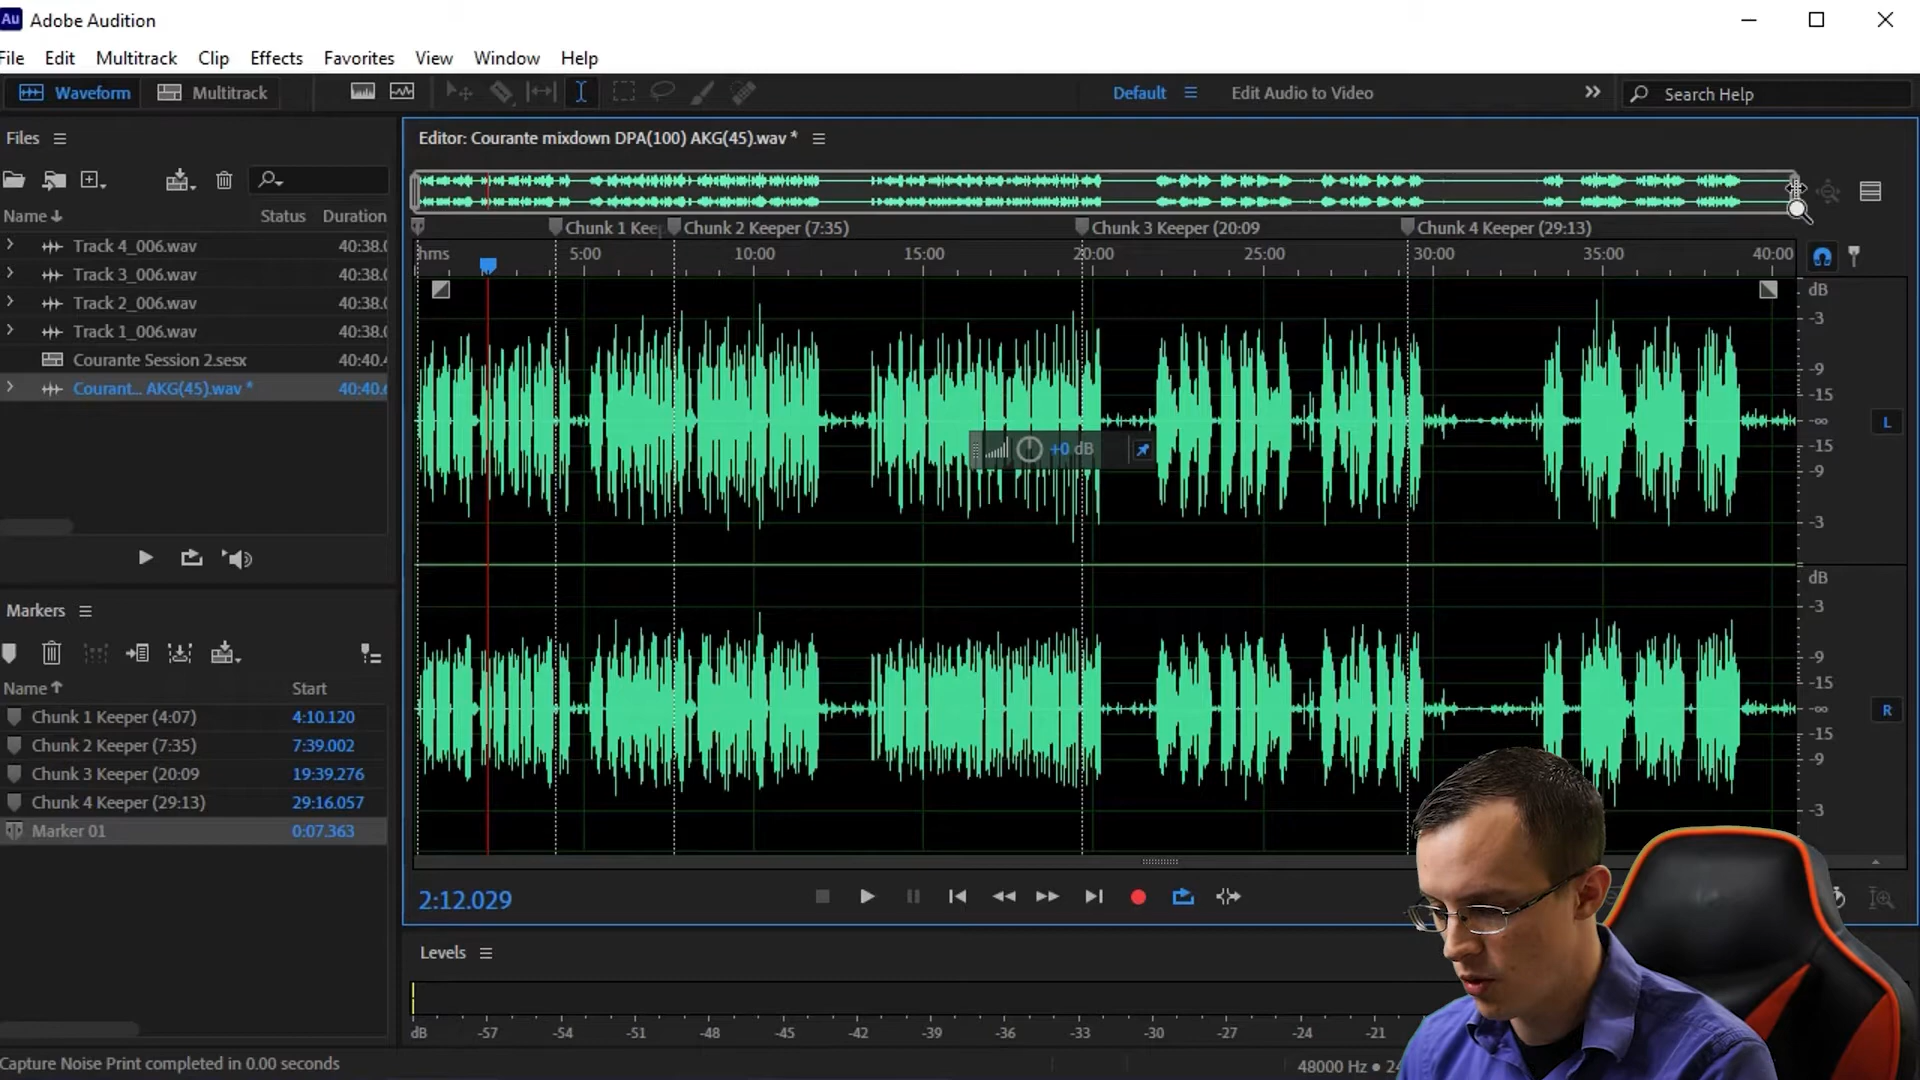 Au Adobe Audition
File Edit Multitrack Clip Effects Favorites View Window Help
Waveform Multitrack Default Edit Audio to Video Search Help
Files
Editor: Courante mixdown DPA(100) AKG(45).wav *
Name Status Duration
Chunk 1 Kee Chunk 2 Keeper (7:35) Chunk 3 Keeper (20:09 Chunk 4 Keeper (29:13)
hms 5:00 10:00 15:00 20:00 25:00 30:00 35:00 40:00
Track 4_006.wav 40:38.
Track 3_006.wav 40:38.
Track 2_006.wav 40:38.
Track 1_006.wav 40:38.
Courante Session 2.sesx 40:40.
Courant... AKG(45).wav * 40:40.
dB
-3
-9
-15
-∞
-15
-9
-3
L
+0 dB
dB
-3
-9
-15
-∞
-15
-9
-3
R
Markers
Name Start
Chunk 1 Keeper (4:07) 4:10.120
Chunk 2 Keeper (7:35) 7:39.002
Chunk 3 Keeper (20:09 19:39.276
Chunk 4 Keeper (29:13) 29:16.057
Marker 01 0:07.363
2:12.029
Levels
dB -57 -54 -51 -48 -45 -42 -39 -36 -33 -30 -27 -24 -21
Capture Noise Print completed in 0.00 seconds
48000 Hz ●